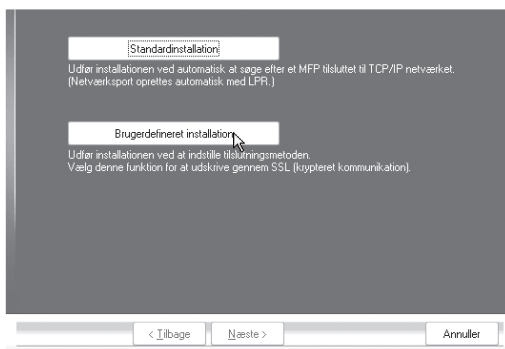 Standardinstallation
Udfør installationen ved automatisk at søge efter et MFP tilsluttet til TCP/IP netværket.
(Netværksport oprettes automatisk med LPR.)
Brugerdefineret installation
Udfør installationen ved at indstille tilslutningsmetoden.
Vælg denne funktion for at udskrive gennem SSL (krypteret kommunikation).
< Tilbage
Næste >
Annuller